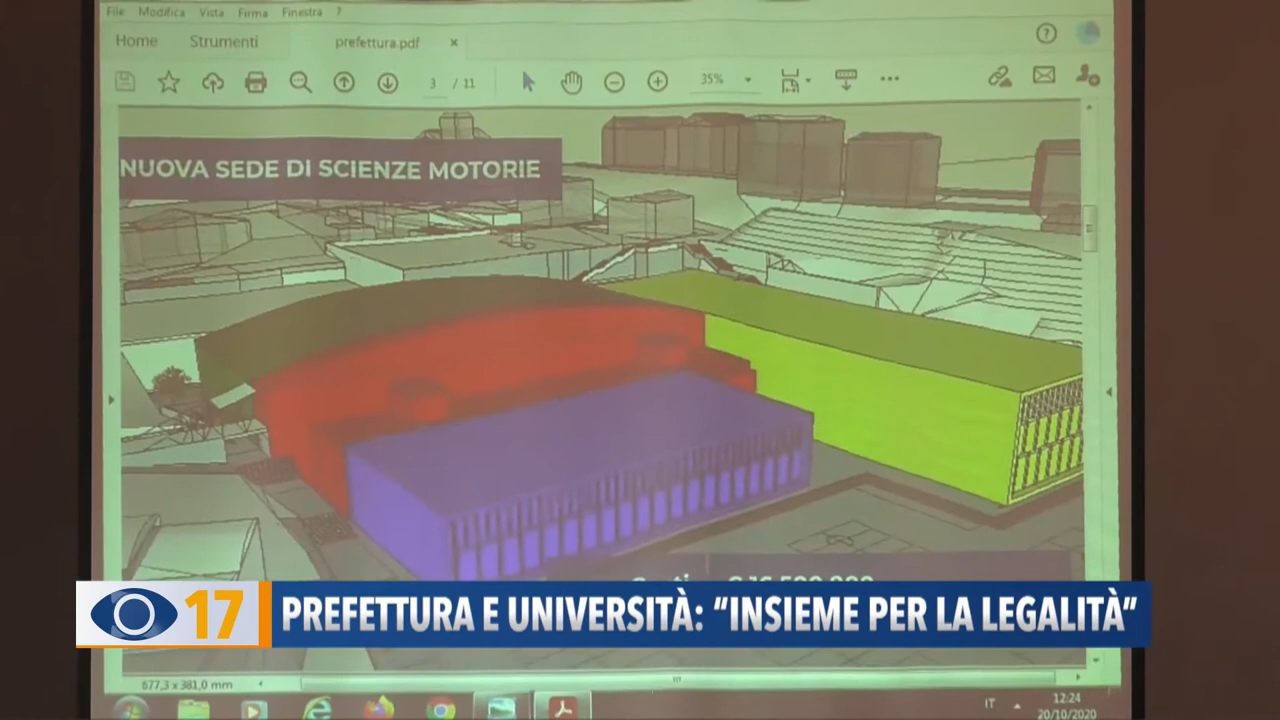 File Modifica Vista Firma Finestra ?
Home Strumenti prefettura.pdf ×
3 / 11 35%
NUOVA SEDE DI SCIENZE MOTORIE
17
PREFETTURA E UNIVERSITÀ: “INSIEME PER LA LEGALITÀ”
677,3 x 381,0 mm
IT 12:24
20/10/2020